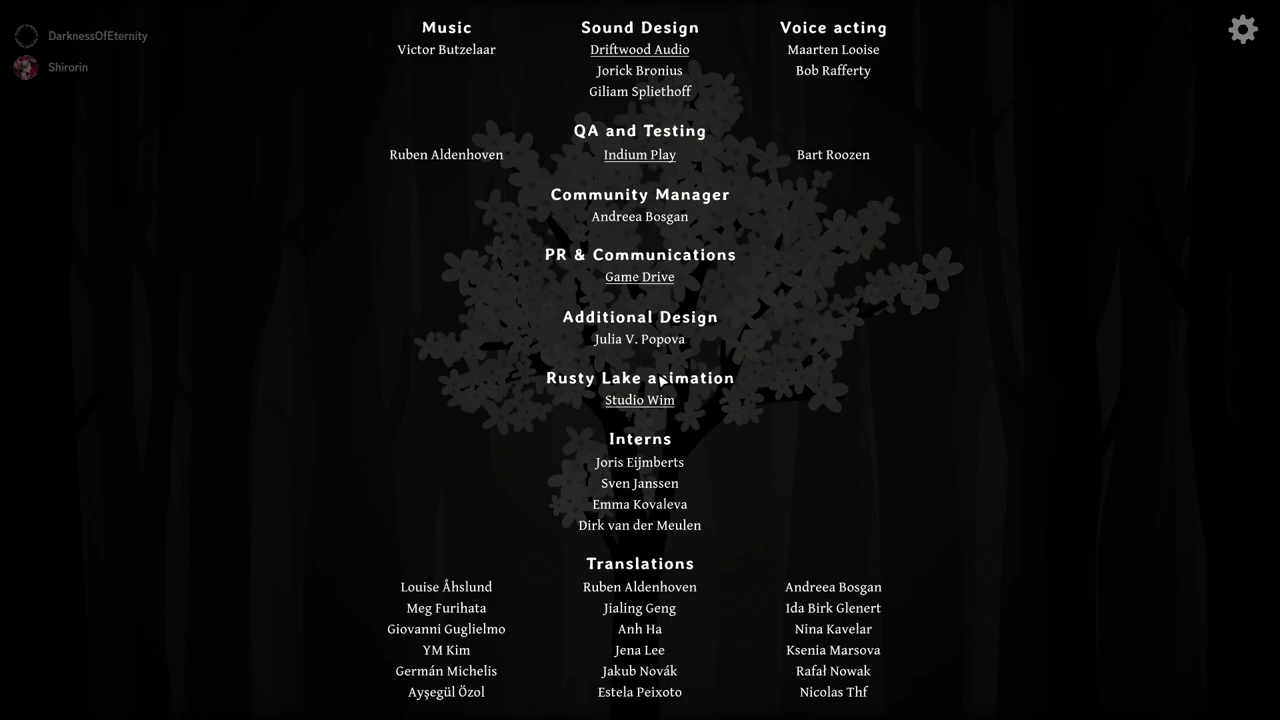 DarknessOfEternity
Shirorin
Music Sound Design Voice acting
Victor Butzelaar Driftwood Audio Maarten Looise
Jorick Bronius Bob Rafferty
Giliam Spliethoff
QA and Testing
Ruben Aldenhoven Indium Play Bart Roozen
Community Manager
Andreea Bosgan
PR & Communications
Game Drive
Additional Design
Julia V. Popova
Rusty Lake animation
Studio Wim
Interns
Joris Eijmberts
Sven Janssen
Emma Kovaleva
Dirk van der Meulen
Translations
Louise Åhslund Ruben Aldenhoven Andreea Bosgan
Meg Furihata Jialing Geng Ida Birk Glenert
Giovanni Guglielmo Anh Ha Nina Kavelar
YM Kim Jena Lee Ksenia Marsova
Germán Michelis Jakub Novák Rafał Nowak
Ayşegül Özol Estela Peixoto Nicolas Thf